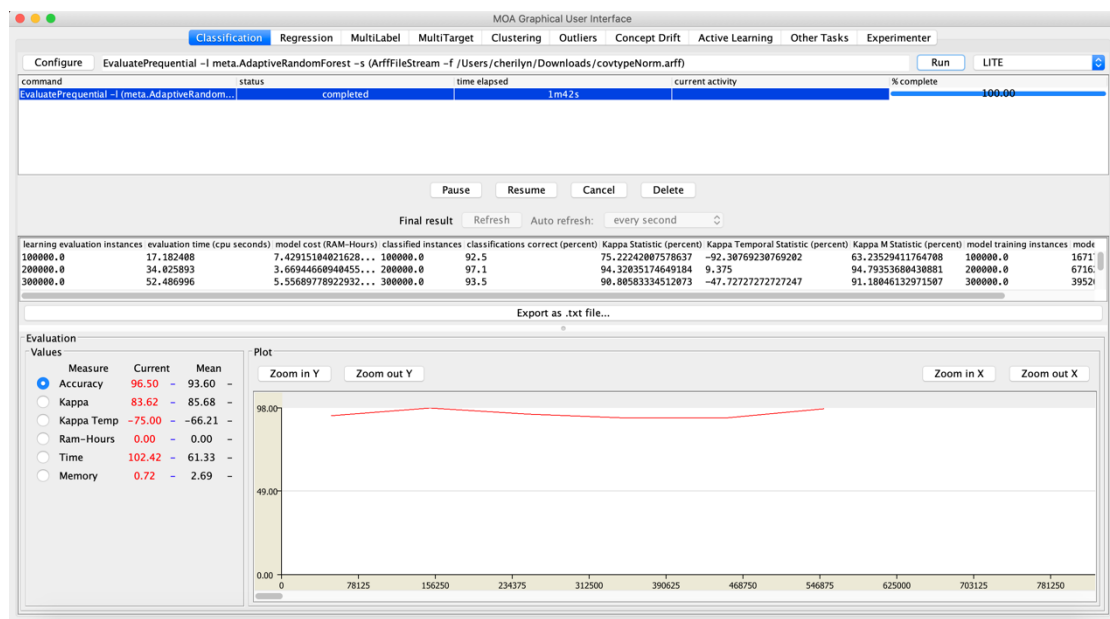 MOA Graphical User Interface
Classification Regression MultiLabel MultiTarget Clustering Outliers Concept Drift Active Learning Other Tasks Experimenter
Configure EvaluatePrequential -l meta.AdaptiveRandomForest -s (ArffFileStream -f /Users/cherilyn/Downloads/covtypeNorm.arff) Run LITE
command status time elapsed current activity % complete
EvaluatePrequential -l (meta.AdaptiveRandom... completed 1m42s 100.00
Pause Resume Cancel Delete
Final result Refresh Auto refresh: every second
learning evaluation instances evaluation time (cpu seconds) model cost (RAM-Hours) classified instances classifications correct (percent) Kappa Statistic (percent) Kappa Temporal Statistic (percent) Kappa M Statistic (percent) model training instances mode
100000.0 17.182408 7.42915104021628... 100000.0 92.5 75.22242007578637 -92.30769230769202 63.23529411764708 100000.0 1671
200000.0 34.025893 3.66944660940455... 200000.0 97.1 94.32035174649184 9.375 94.79353680430881 200000.0 6716
300000.0 52.486996 5.55689778922932... 300000.0 93.5 90.80583334512073 -47.72727272727247 91.18046132971507 300000.0 3952
Export as .txt file...
Evaluation
Values
Measure Current Mean
Accuracy 96.50 - 93.60 -
Kappa 83.62 - 85.68 -
Kappa Temp -75.00 - -66.21 -
Ram-Hours 0.00 - 0.00 -
Time 102.42 - 61.33 -
Memory 0.72 - 2.69 -
Plot
Zoom in Y Zoom out Y Zoom in X Zoom out X
98.00
49.00
0.00
0 78125 156250 234375 312500 390625 468750 546875 625000 703125 781250